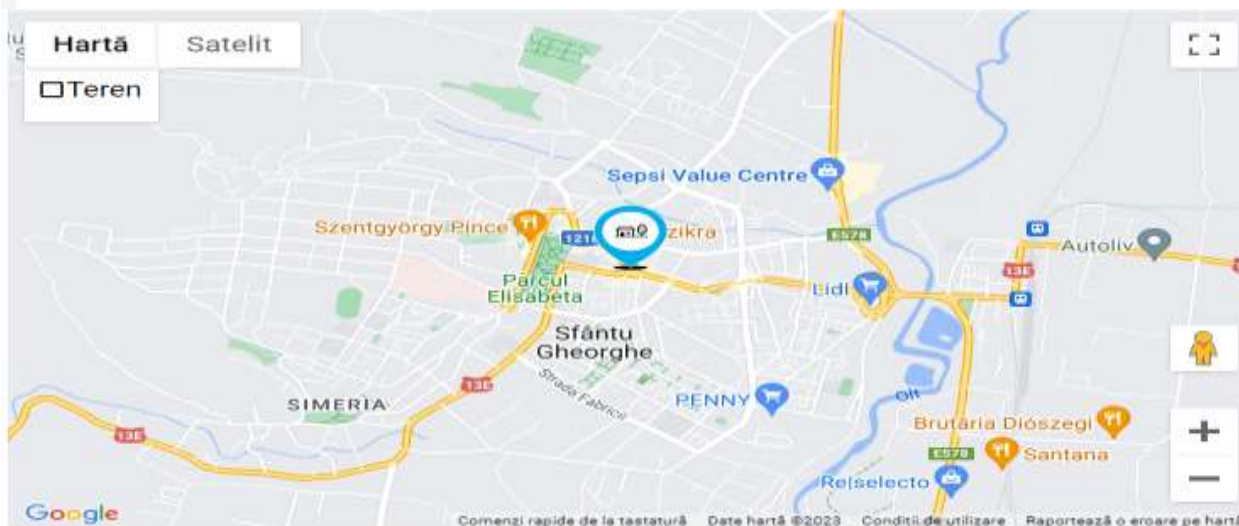 Hartă
Satelit
Teren
Sepsi Value Centre
Szentgyörgy Pince
121
zikra
E578
Autoliv
13E
Parcul
Elisabeta
Lidl
Sfântu
Gheorghe
Strada Fabricii
13E
SIMERIA
PENNY
Olt
13E
Brutăria Diószegi
E578
Santana
Re|selecto
Google
Comenzi rapide de la tastatură
Date hartă ©2023
Condiții de utilizare
Raportează o eroare pe hartă